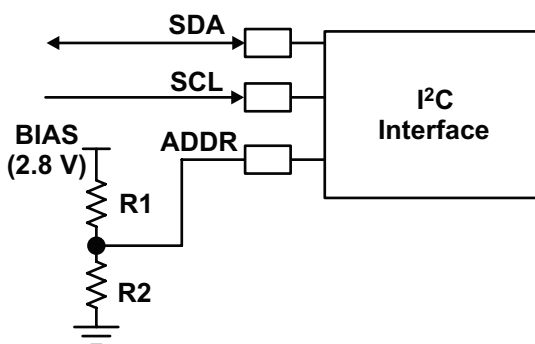 SDA
SCL
I²C
Interface
BIAS
(2.8 V)
ADDR
R1
R2